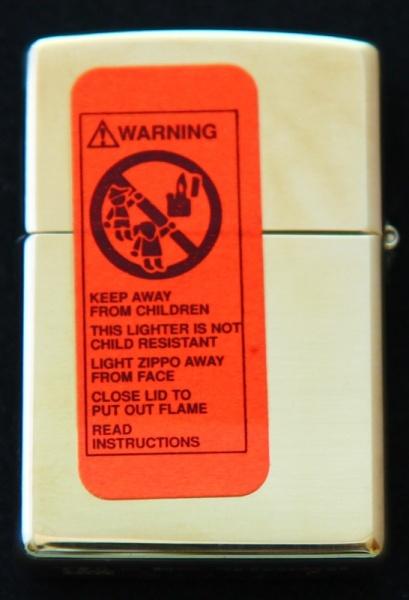 WARNING
KEEP AWAY
FROM CHILDREN
THIS LIGHTER IS NOT
CHILD RESISTANT
LIGHT ZIPPO AWAY
FROM FACE
CLOSE LID TO
PUT OUT FLAME
READ
INSTRUCTIONS